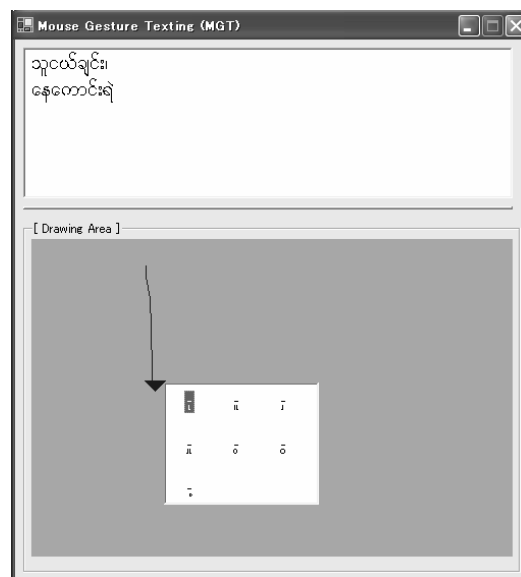 Mouse Gesture Texting (MGT)
သူငယ်ချင်း၊
နေကောင်းရဲ
[ Drawing Area ]